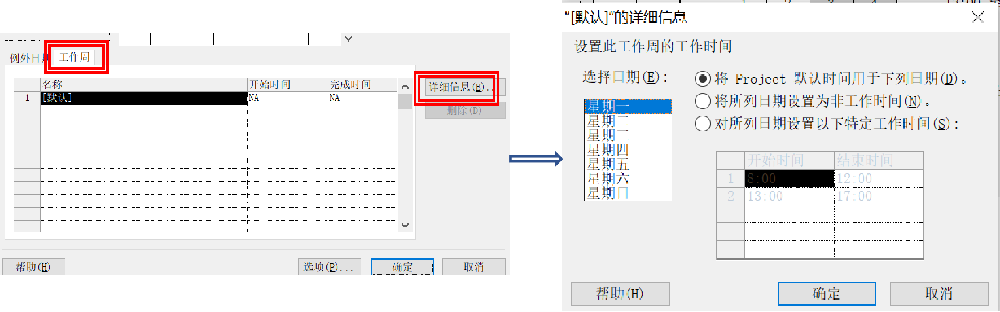 例外日期
工作周
名称 开始时间 完成时间
1 [默认] NA NA
详细信息(E)..
删除(D)
帮助(H) 选项(P)... 确定 取消
“[默认]”的详细信息
设置此工作周的工作时间
选择日期(E):
星期一
星期二
星期三
星期四
星期五
星期六
星期日
将 Project 默认时间用于下列日期(D)。
将所列日期设置为非工作时间(N)。
对所列日期设置以下特定工作时间(S):
开始时间 结束时间
1 8:00 12:00
2 13:00 17:00
帮助(H) 确定 取消